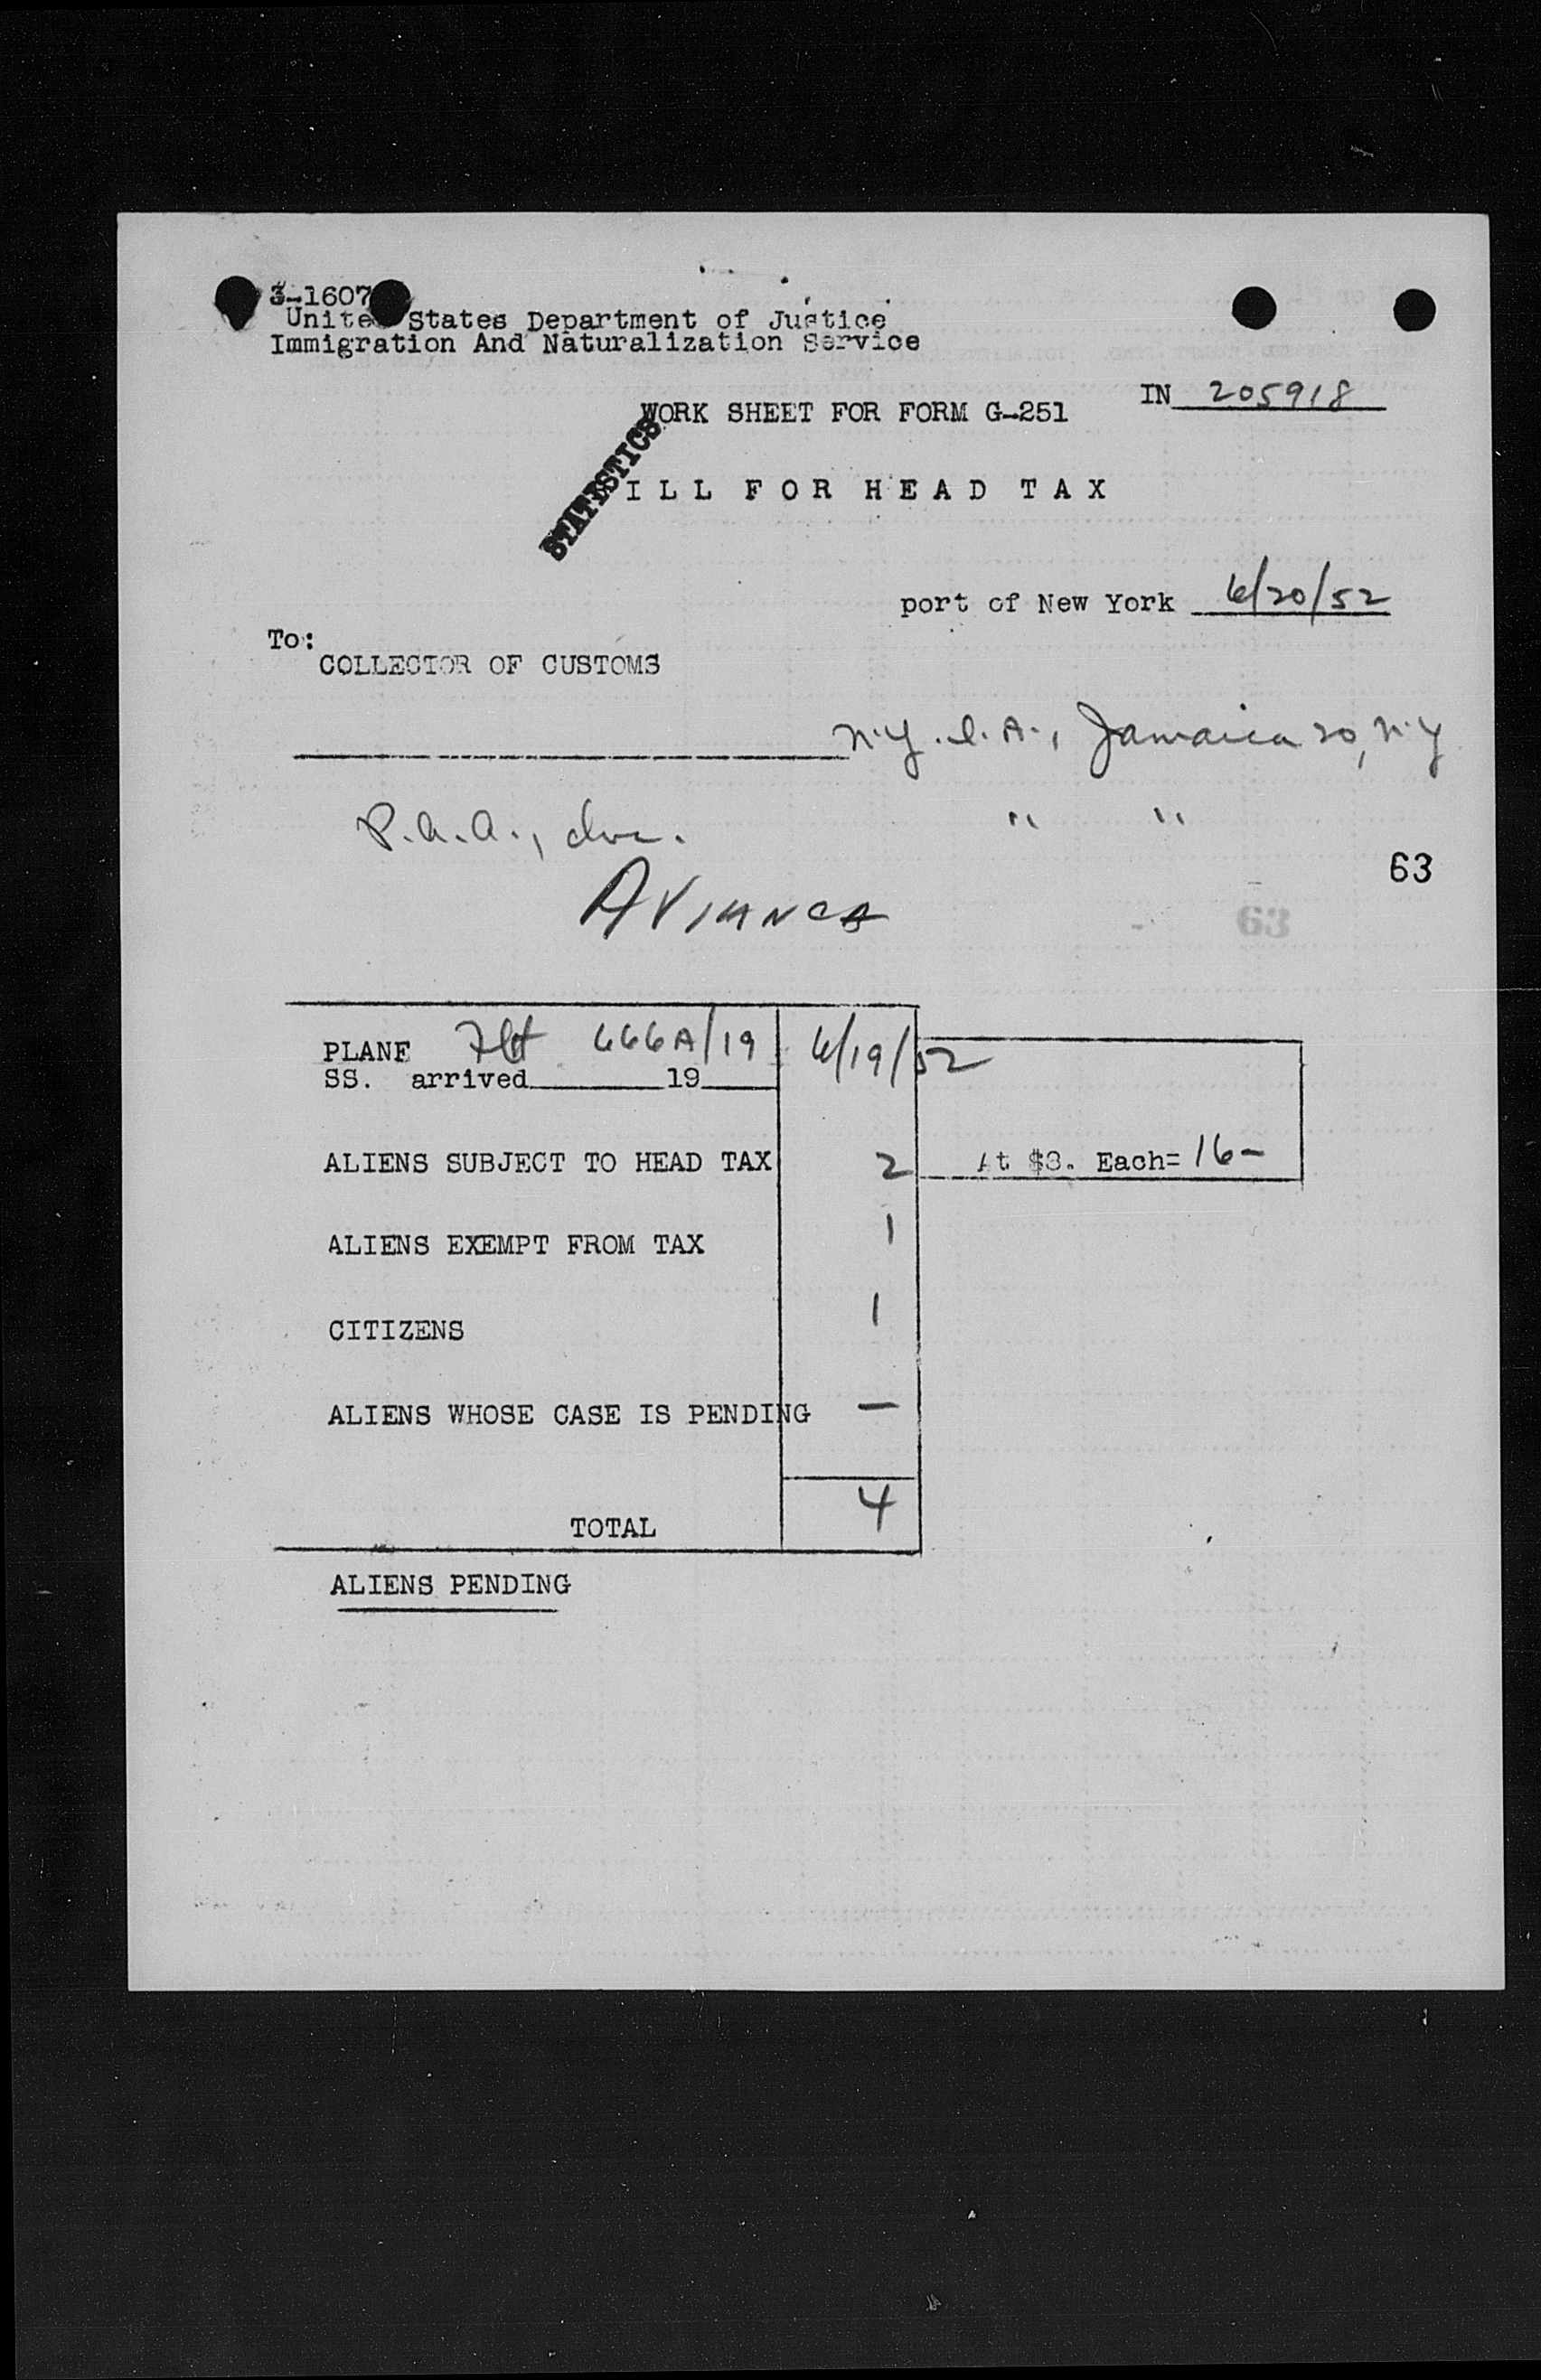 3-1607
United States Department of Justice
Immigration And Naturalization Service
IN 205918
WORK SHEET FOR FORM G-251
STATISTICS
ILL FOR HEAD TAX
port of New York 6/20/52
To:
COLLECTOR OF CUSTOMS
N.Y.I.A., Jamaica 20, N.Y
P.A.A., Inc. " "
63
AVIANCA
63
PLANE Flt 666A/19 6/19/52
SS. arrived 19
ALIENS SUBJECT TO HEAD TAX 2 At $8. Each= 16-
ALIENS EXEMPT FROM TAX 1
CITIZENS 1
ALIENS WHOSE CASE IS PENDING —
TOTAL 4
ALIENS PENDING